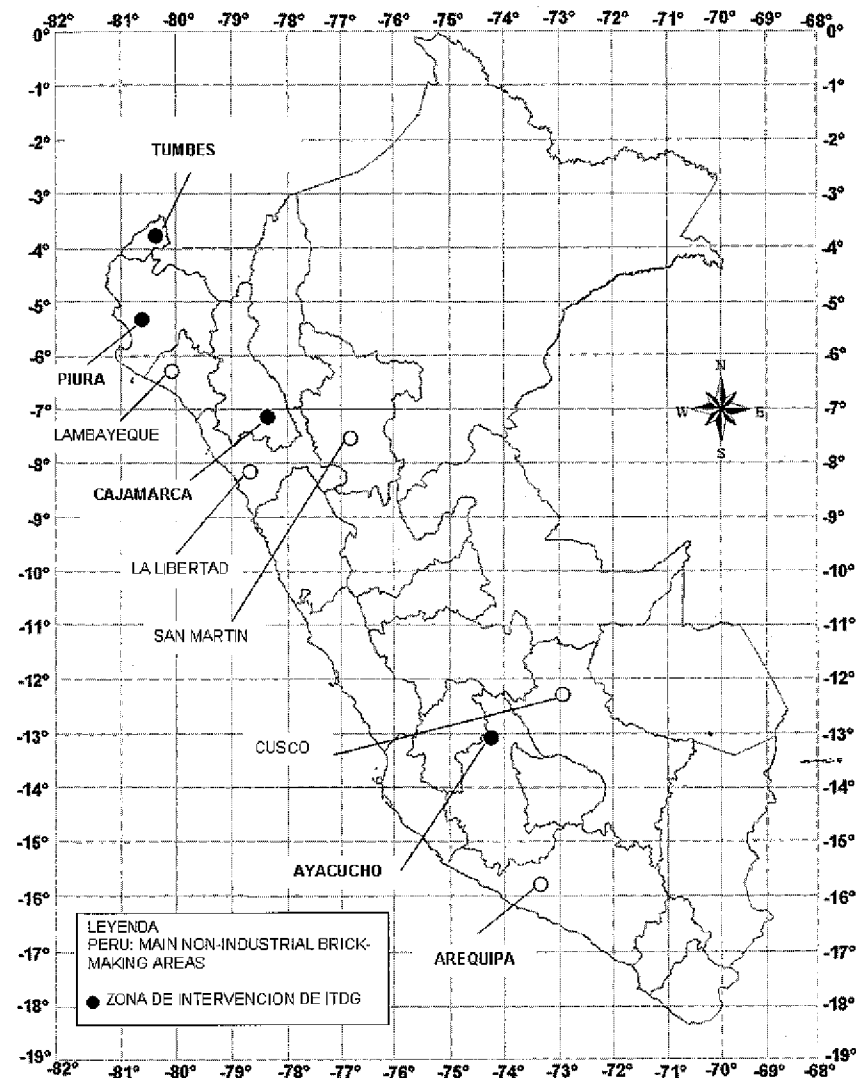 -82° -81° -80° -79° -78° -77° -76° -75° -74° -73° -72° -71° -70° -69° -68°
0° 0°
-1° -1°
-2° -2°
TUMBES
-3° -3°
-4° -4°
-5° -5°
-6° -6°
PIURA
N
W E
S
-7° -7°
LAMBAYEQUE
-8° -8°
CAJAMARCA
-9° -9°
LA LIBERTAD
-10° -10°
-11° -11°
SAN MARTIN
-12° -12°
CUSCO
-13° -13°
-14° -14°
-15° -15°
AYACUCHO
-16° -16°
AREQUIPA
LEYENDA
PERU: MAIN NON-INDUSTRIAL BRICK-
MAKING AREAS
ZONA DE INTERVENCION DE ITDG
-17° -17°
-18° -18°
-19° -19°
-82° -81° -80° -79° -78° -77° -76° -75° -74° -73° -72° -71° -70° -69° -68°